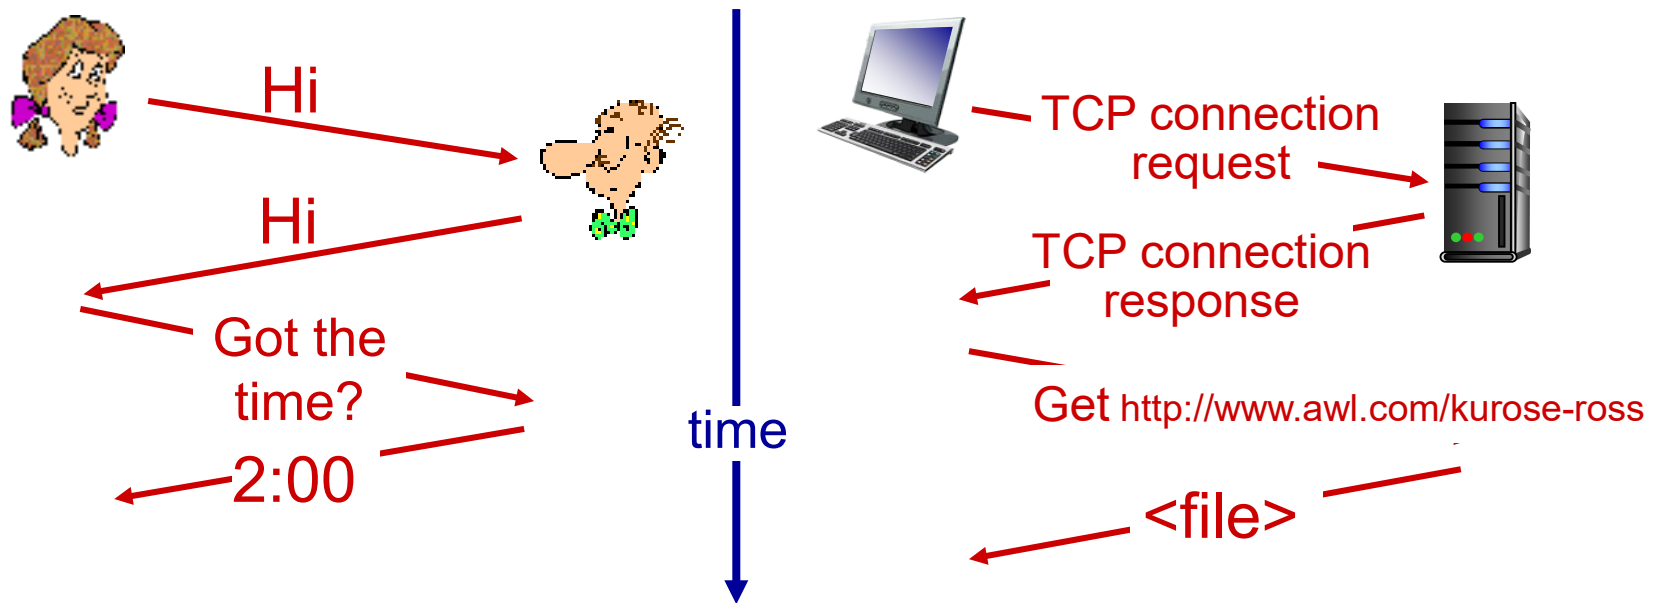 Hi
Hi
Got the
time?
2:00
time
TCP connection
request
TCP connection
response
Get http://www.awl.com/kurose-ross
<file>